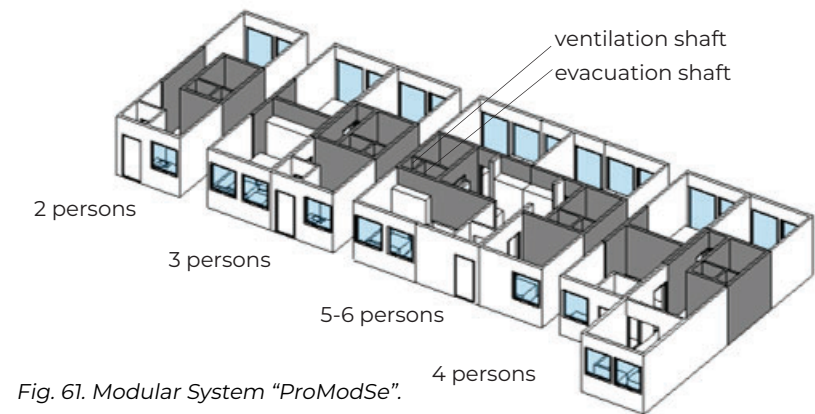 ventilation shaft
evacuation shaft
2 persons
3 persons
5-6 persons
4 persons
Fig. 61. Modular System “ProModSe”.